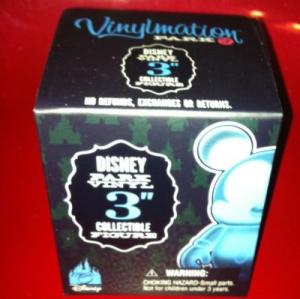 Vinylmation
PARK
DISNEY
PARK
VINYL
3"
COLLECTIBLE
FIGURE
NO REFUNDS, EXCHANGES OR RETURNS.
DISNEY
PARK
VINYL
3"
COLLECTIBLE
FIGURE
WARNING:
CHOKING HAZARD-Small parts.
Not for children under 3 years.
Disney